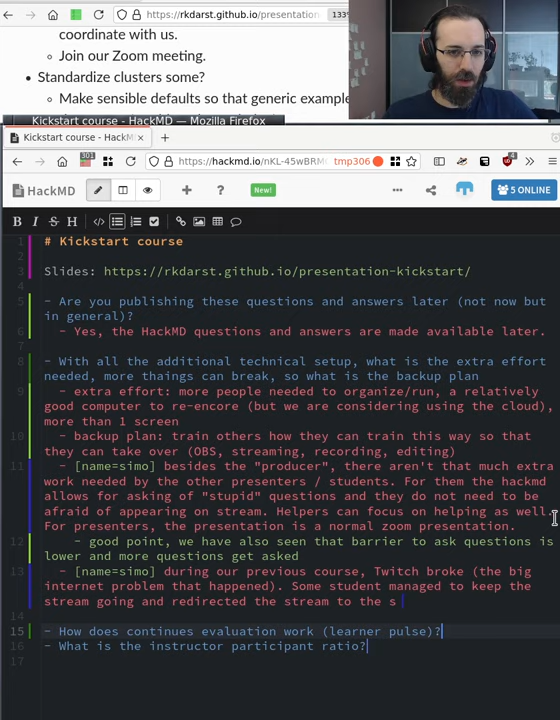 https://rkdarst.github.io/presentation
133%
coordinate with us.
Join our Zoom meeting.
Standardize clusters some?
Make sensible defaults so that generic example
Kickstart course - HackMD — Mozilla Firefox
Kickstart course - HackM
301
https://hackmd.io/nKL-45wBRM
tmp306
4
HackMD
New!
5 ONLINE
B I S H
1 # Kickstart course
2
3 Slides: https://rkdarst.github.io/presentation-kickstart/
4
5 - Are you publishing these questions and answers later (not now but
in general)?
6 - Yes, the HackMD questions and answers are made available later.
7
8 - With all the additional technical setup, what is the extra effort
needed, more thaings can break, so what is the backup plan
9 - extra effort: more people needed to organize/run, a relatively
good computer to re-encore (but we are considering using the cloud),
more than 1 screen
10 - backup plan: train others how they can train this way so that
they can take over (OBS, streaming, recording, editing)
11 - [name=simo] besides the "producer", there aren't that much extra
work needed by the other presenters / students. For them the hackmd
allows for asking of "stupid" questions and they do not need to be
afraid of appearing on stream. Helpers can focus on helping as well.
For presenters, the presentation is a normal zoom presentation.
12 - good point, we have also seen that barrier to ask questions is
lower and more questions get asked
13 - [name=simo] during our previous course, Twitch broke (the big
internet problem that happened). Some student managed to keep the
stream going and redirected the stream to the s
14
15 - How does continues evaluation work (learner pulse)?
16 - What is the instructor participant ratio?
17